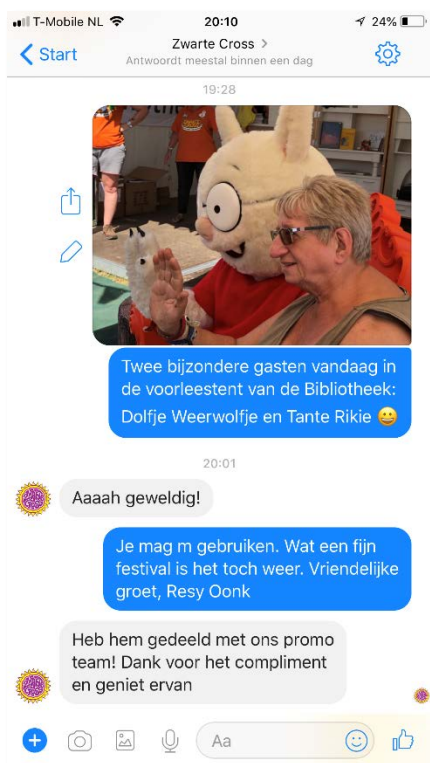 T-Mobile NL
20:10
24%
Start
Zwarte Cross >
Antwoordt meestal binnen een dag
19:28
Twee bijzondere gasten vandaag in
de voorleestent van de Bibliotheek:
Dolfje Weerwolfje en Tante Rikie 😀
20:01
Aaaah geweldig!
Je mag m gebruiken. Wat een fijn
festival is het toch weer. Vriendelijke
groet, Resy Oonk
Heb hem gedeeld met ons promo
team! Dank voor het compliment
en geniet ervan
Aa